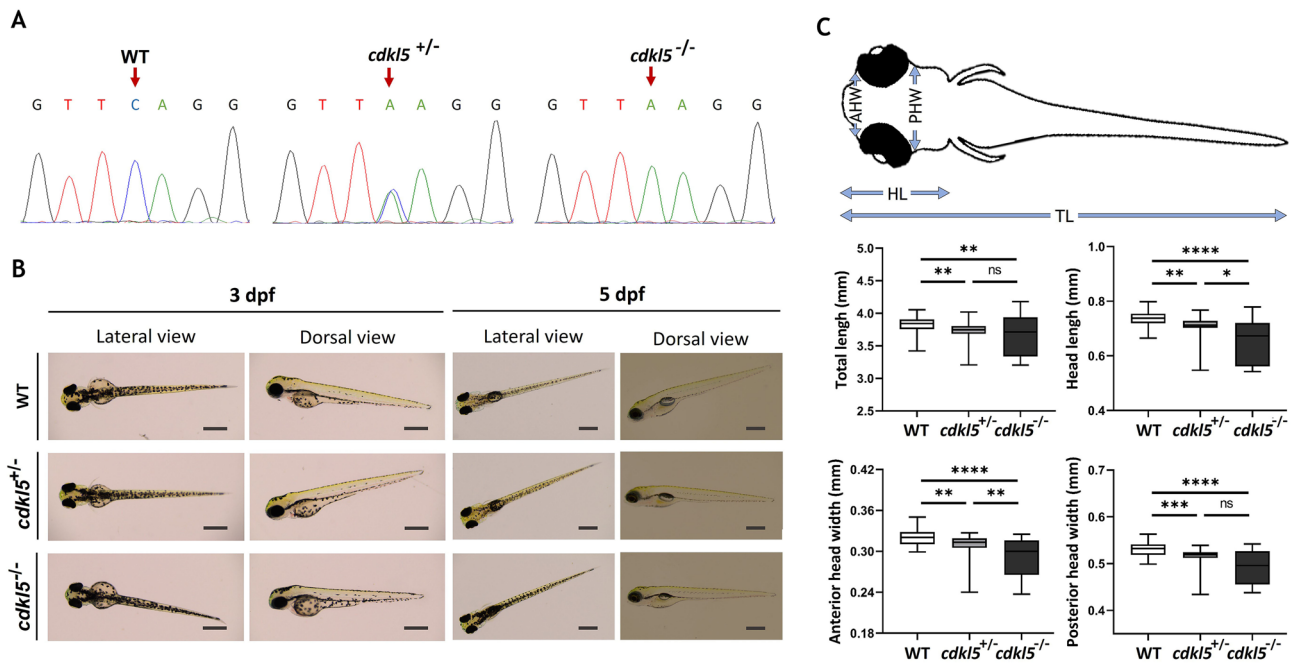 A
WT
cdkl5 +/-
cdkl5 -/-
G T T C A G G
G T T A A G G
G T T A A G G
B
3 dpf
5 dpf
Lateral view
Dorsal view
Lateral view
Dorsal view
WT
cdkl5+/-
cdkl5-/-
C
AHW
PHW
HL
TL
Total lengh (mm)
5.0
4.5
4.0
3.5
3.0
2.5
**
**
ns
WT
cdkl5+/-
cdkl5-/-
Head lengh (mm)
1.0
0.8
0.6
0.4
****
**
*
WT
cdkl5+/-
cdkl5-/-
Anterior head width (mm)
0.42
0.36
0.30
0.24
0.18
****
**
**
WT
cdkl5+/-
cdkl5-/-
Posterior head width (mm)
0.7
0.6
0.5
0.4
****
***
ns
WT
cdkl5+/-
cdkl5-/-